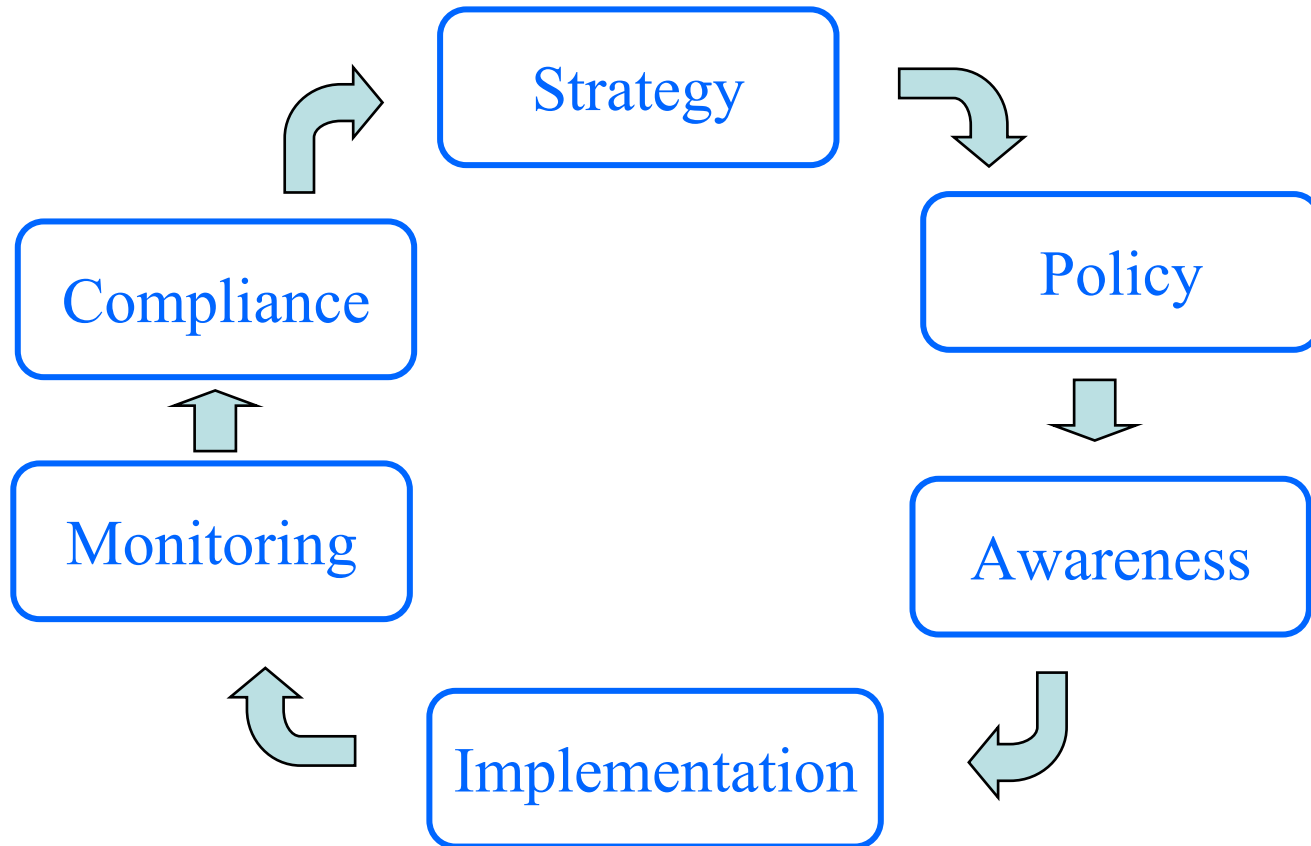 Strategy
Policy
Awareness
Implementation
Monitoring
Compliance